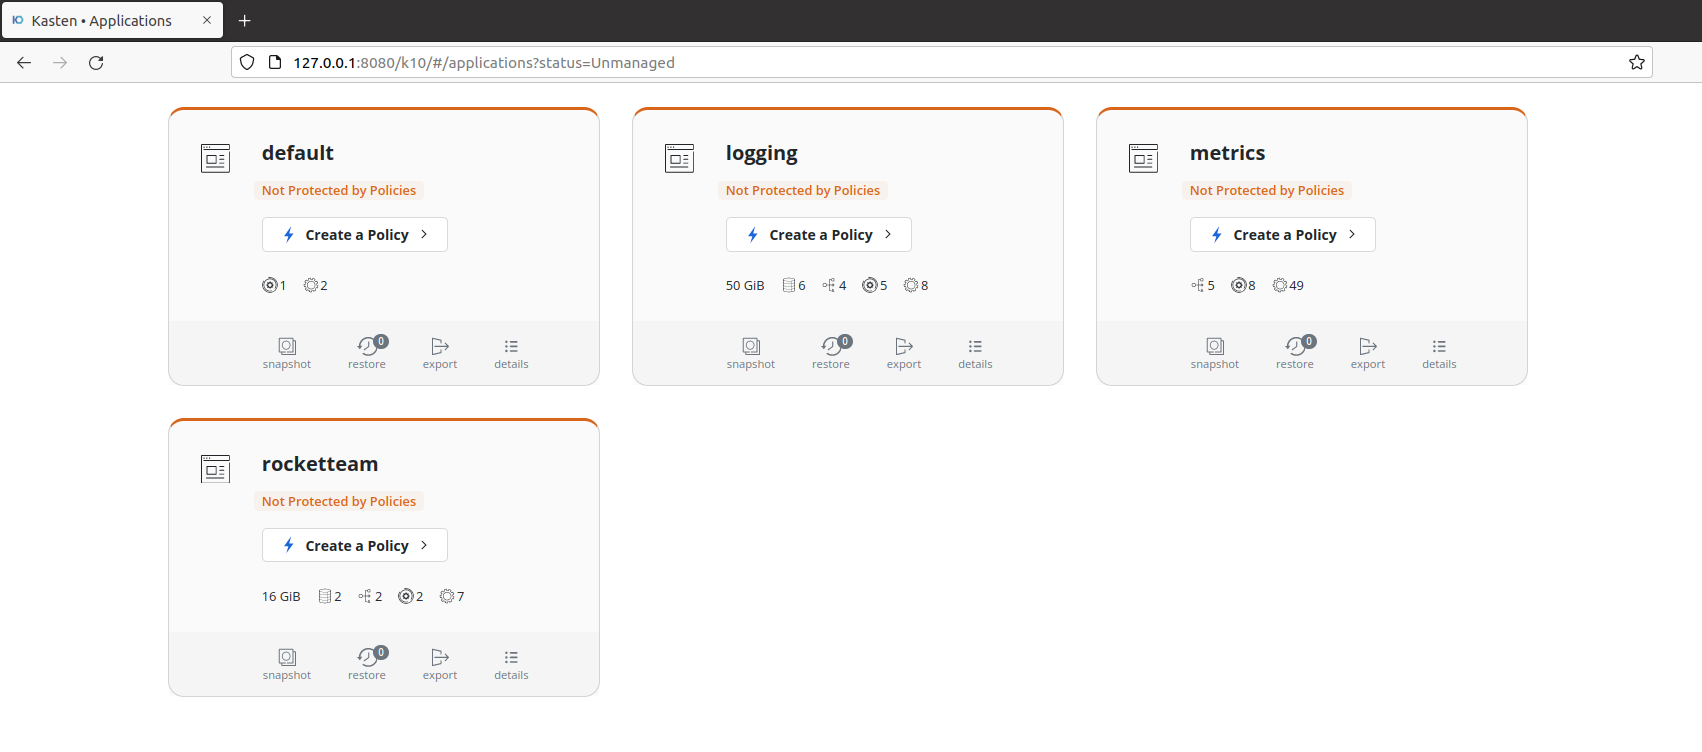 Kasten • Applications
127.0.0.1:8080/k10/#/applications?status=Unmanaged
default
Not Protected by Policies
Create a Policy
1 2
snapshot restore 0 export details
logging
Not Protected by Policies
Create a Policy
50 GiB 6 4 5 8
snapshot restore 0 export details
metrics
Not Protected by Policies
Create a Policy
5 8 49
snapshot restore 0 export details
rocketteam
Not Protected by Policies
Create a Policy
16 GiB 2 2 2 7
snapshot restore 0 export details